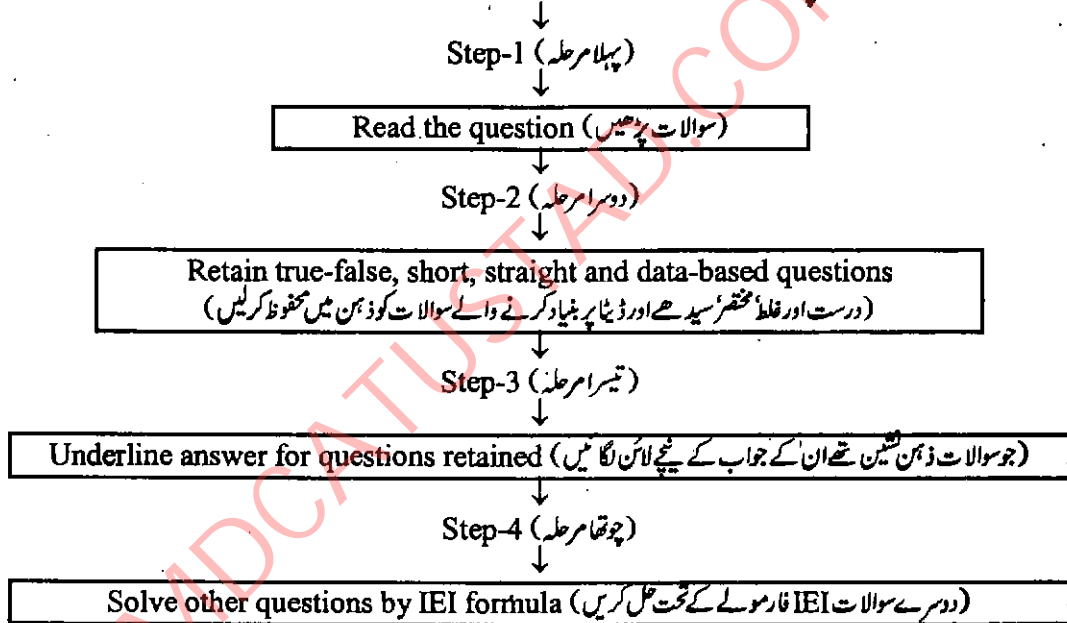 Step-1 (پہلا مرحلہ)
Read the question (سوالات پڑھیں)
Step-2 (دوسرا مرحلہ)
Retain true-false, short, straight and data-based questions
(درست اور غلط، مختصر، سیدھے اور ڈیٹا پر بنیاد کرنے والے سوالات کو ذہن میں محفوظ کرلیں)
Step-3 (تیسرا مرحلہ)
Underline answer for questions retained (جو سوالات ذہن نشین تھے ان کے جواب کے نیچے لائن لگائیں)
Step-4 (چوتھا مرحلہ)
Solve other questions by IEI formula (دوسرے سوالات IEI فارمولے کے تحت حل کریں)
MDCATUSTAD.COM